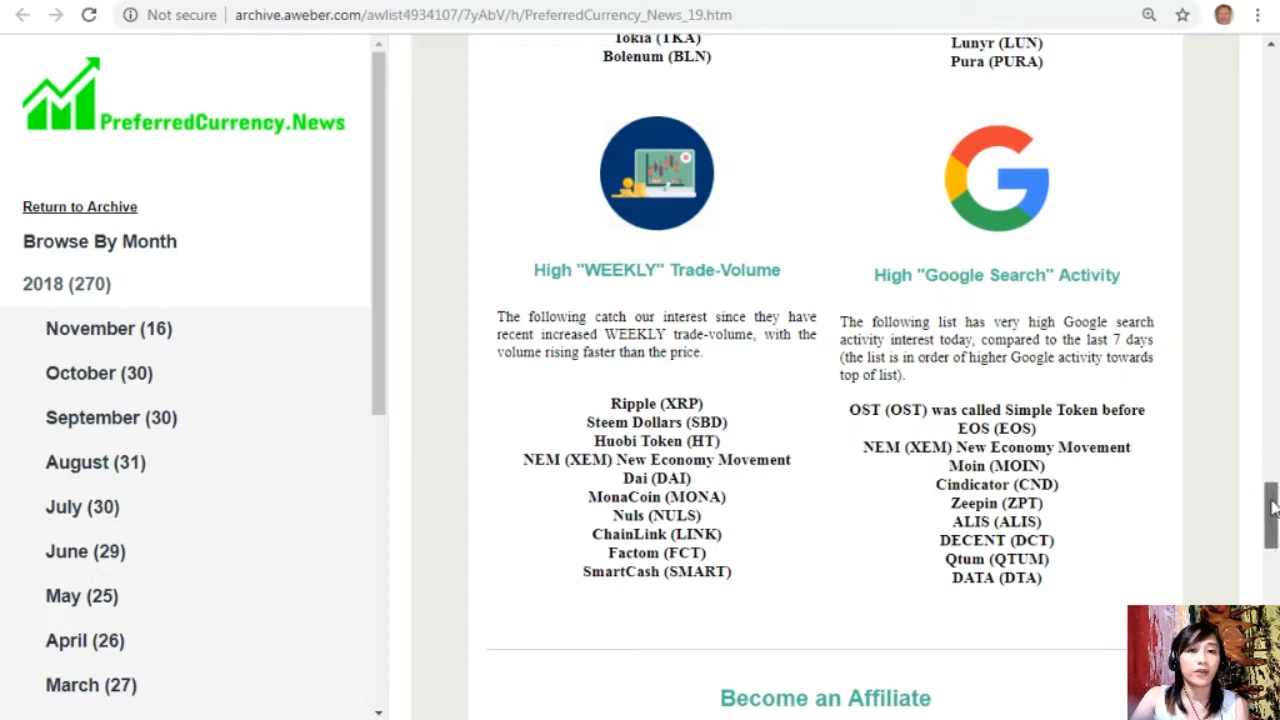 Not secure
archive.aweber.com/awlist4934107/7yAbV/h/PreferredCurrency_News_19.htm
PreferredCurrency.News
Return to Archive
Browse By Month
2018 (270)
November (16)
October (30)
September (30)
August (31)
July (30)
June (29)
May (25)
April (26)
March (27)
Tokia (TKA)
Bolenum (BLN)
Lunyr (LUN)
Pura (PURA)
High "WEEKLY" Trade-Volume
The following catch our interest since they have
recent increased WEEKLY trade-volume, with the
volume rising faster than the price.
Ripple (XRP)
Steem Dollars (SBD)
Huobi Token (HT)
NEM (XEM) New Economy Movement
Dai (DAI)
MonaCoin (MONA)
Nuls (NULS)
ChainLink (LINK)
Factom (FCT)
SmartCash (SMART)
High "Google Search" Activity
The following list has very high Google search
activity interest today, compared to the last 7 days
(the list is in order of higher Google activity towards
top of list).
OST (OST) was called Simple Token before
EOS (EOS)
NEM (XEM) New Economy Movement
Moin (MOIN)
Cindicator (CND)
Zeepin (ZPT)
ALIS (ALIS)
DECENT (DCT)
Qtum (QTUM)
DATA (DTA)
Become an Affiliate